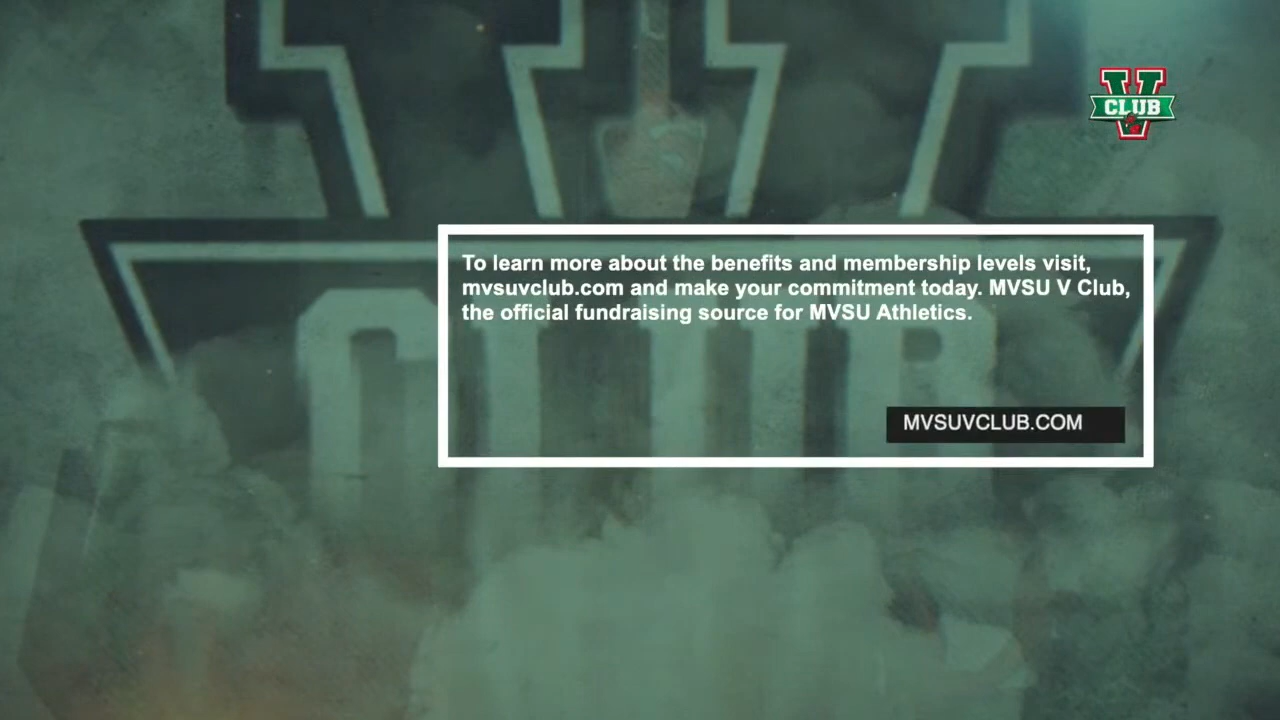 V
CLUB
To learn more about the benefits and membership levels visit,
mvsuvclub.com and make your commitment today. MVSU V Club,
the official fundraising source for MVSU Athletics.
MVSUVCLUB.COM
CLUB